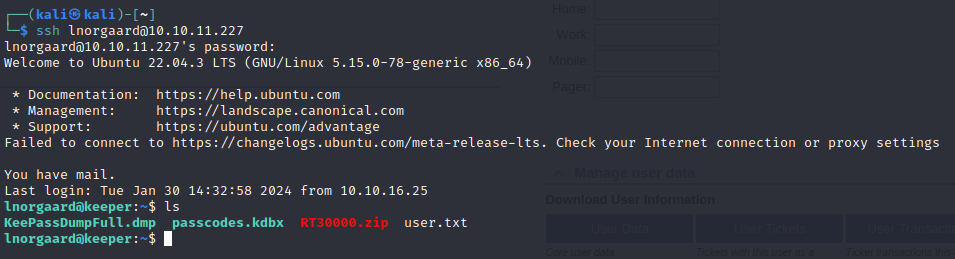 ┌──(kali㉿kali)-[~]
└─$ ssh lnorgaard@10.10.11.227
lnorgaard@10.10.11.227's password:
Welcome to Ubuntu 22.04.3 LTS (GNU/Linux 5.15.0-78-generic x86_64)
* Documentation:  https://help.ubuntu.com
* Management:     https://landscape.canonical.com
* Support:        https://ubuntu.com/advantage
Failed to connect to https://changelogs.ubuntu.com/meta-release-lts. Check your Internet connection or proxy settings
You have mail.
Last login: Tue Jan 30 14:32:58 2024 from 10.10.16.25
lnorgaard@keeper:~$ ls
KeePassDumpFull.dmp  passcodes.kdbx  RT30000.zip  user.txt
lnorgaard@keeper:~$
Home:
Work:
Mobile:
Pager:
Manage user data
Download User Information
User Data  User Tickets  User Transacti
Core user data  Tickets with this user as a  Ticket transactions this